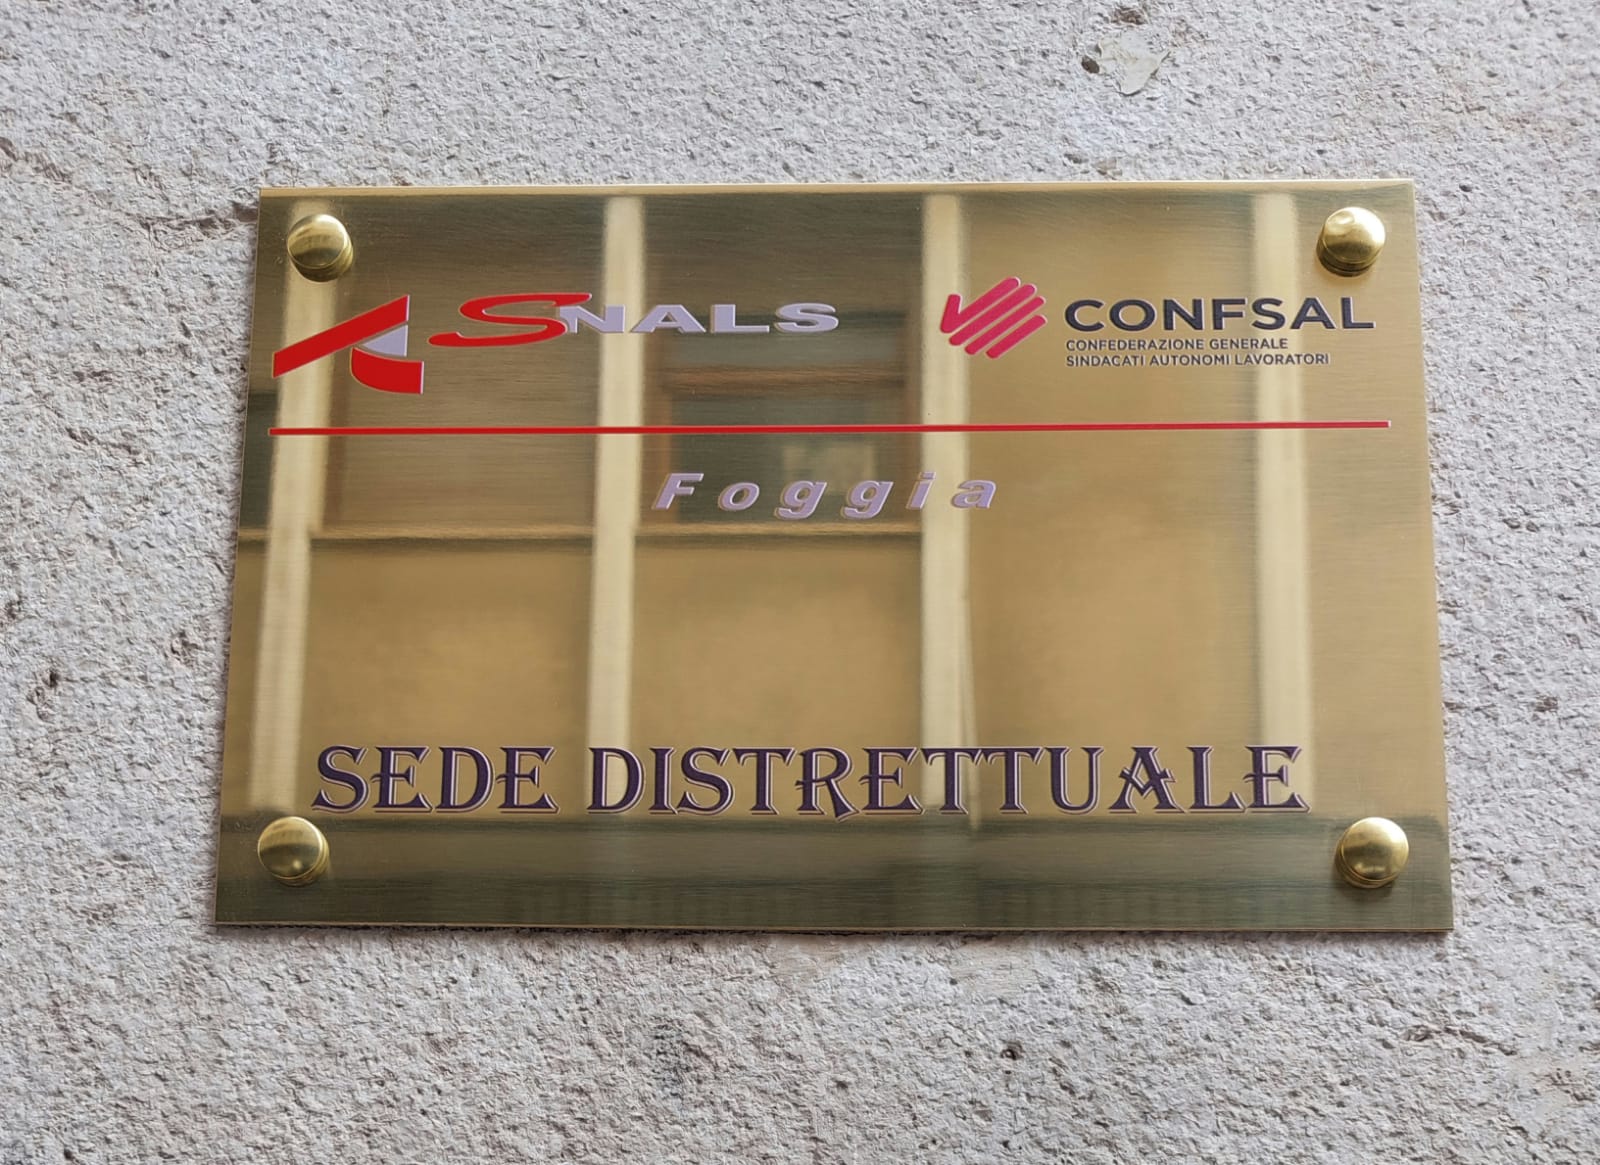 SNALS
CONFSAL
CONFEDERAZIONE GENERALE
SINDACATI AUTONOMI LAVORATORI
Foggia
SEDE DISTRETTUALE